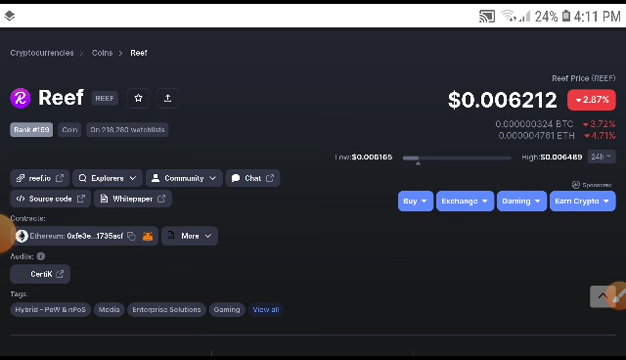 24% 4:11 PM
Cryptocurrencies > Coins > Reef
Reef REEF
Reef Price (REEF)
$0.006212 2.87%
Rank #169 Coin On 218,280 watchlists
0.000000324 BTC 3.72%
0.000004761 ETH 4.71%
Low:$0.006165 High:$0.006489 24h
reef.io Explorers Community Chat
Source code Whitepaper
Sponsored
Buy Exchange Gaming Earn Crypto
Contracts:
Ethereum: 0xfe3e...1735acf More
Audits:
CertiK
Tags:
Hybrid - PoW & nPoS Media Enterprise Solutions Gaming View all